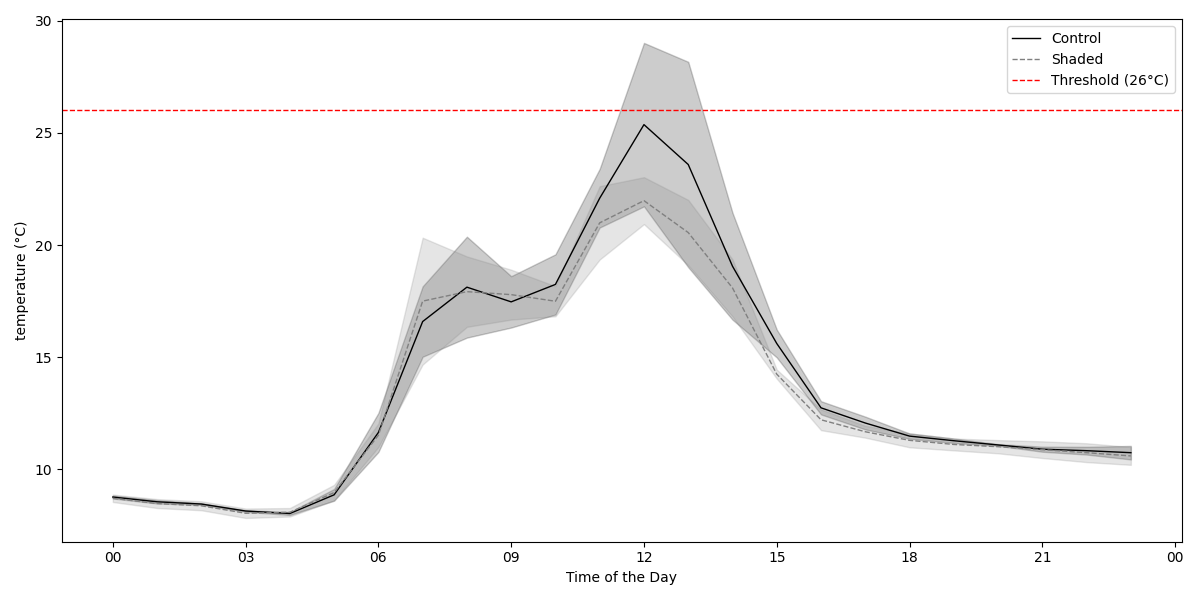 30
25
20
15
10
temperature (°C)
Control
Shaded
Threshold (26°C)
00 03 06 09 12 15 18 21 00
Time of the Day